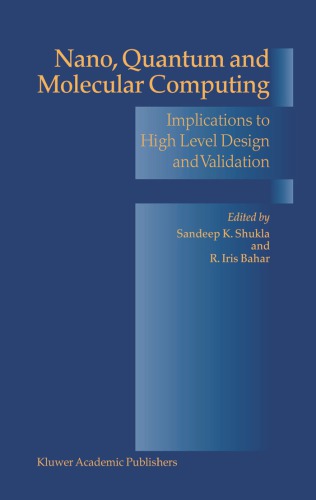 Nano, Quantum and
Molecular Computing
Implications to
High Level Design
and Validation
Edited by
Sandeep K. Shukla
and
R. Iris Bahar
Kluwer Academic Publishers